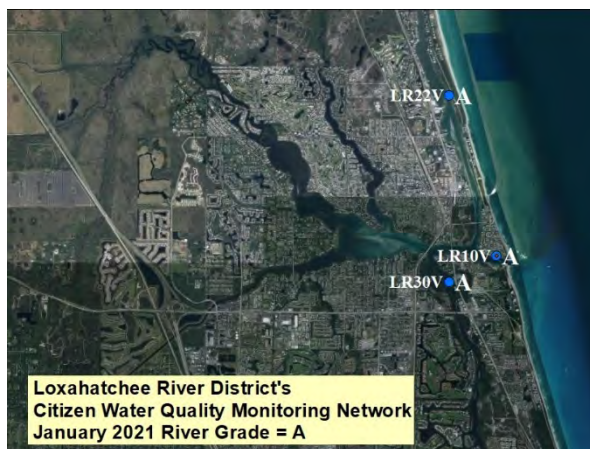 LR22V A
LR10V A
LR30V A
Loxahatchee River District's
Citizen Water Quality Monitoring Network
January 2021 River Grade = A